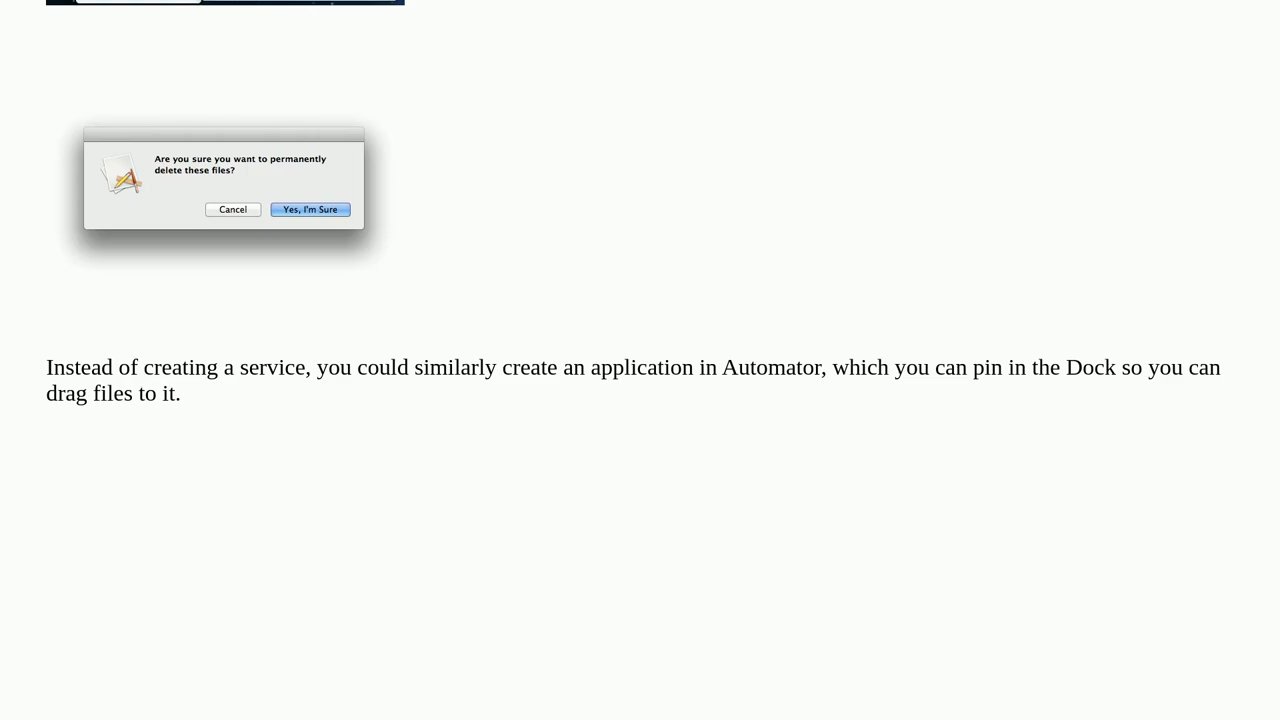 Are you sure you want to permanently
delete these files?
Cancel
Yes, I'm Sure
Instead of creating a service, you could similarly create an application in Automator, which you can pin in the Dock so you can
drag files to it.